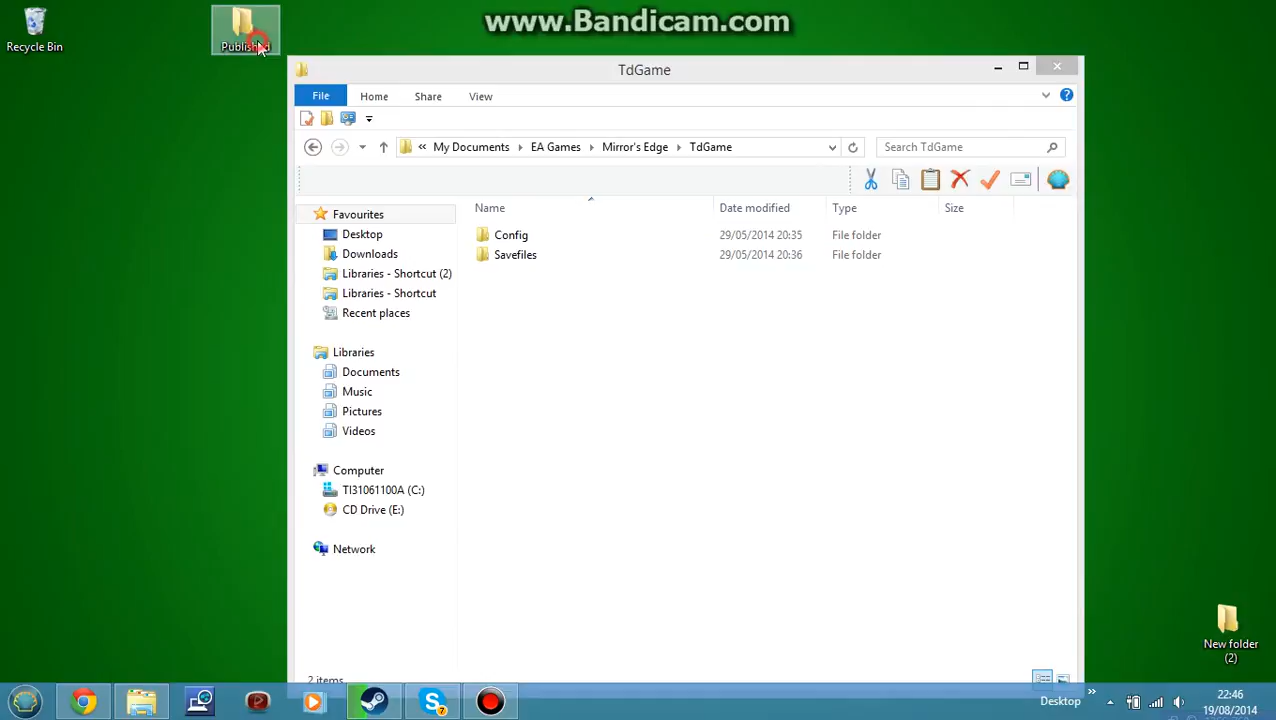 www.Bandicam.com
Recycle Bin
Published
TdGame
File Home Share View
« My Documents Edge EA Games Mirror's Edge TdGame
Search TdGame
Name Date modified Type Size
Config 29/05/2014 20:35 File folder
Savefiles 29/05/2014 20:36 File folder
Favourites
Desktop
Downloads
Libraries - Shortcut (2)
Libraries - Shortcut
Recent places
Libraries
Documents
Music
Pictures
Videos
Computer
TI31061100A (C:)
CD Drive (E:)
Network
2 items
New folder
(2)
Desktop »
22:46
19/08/2014